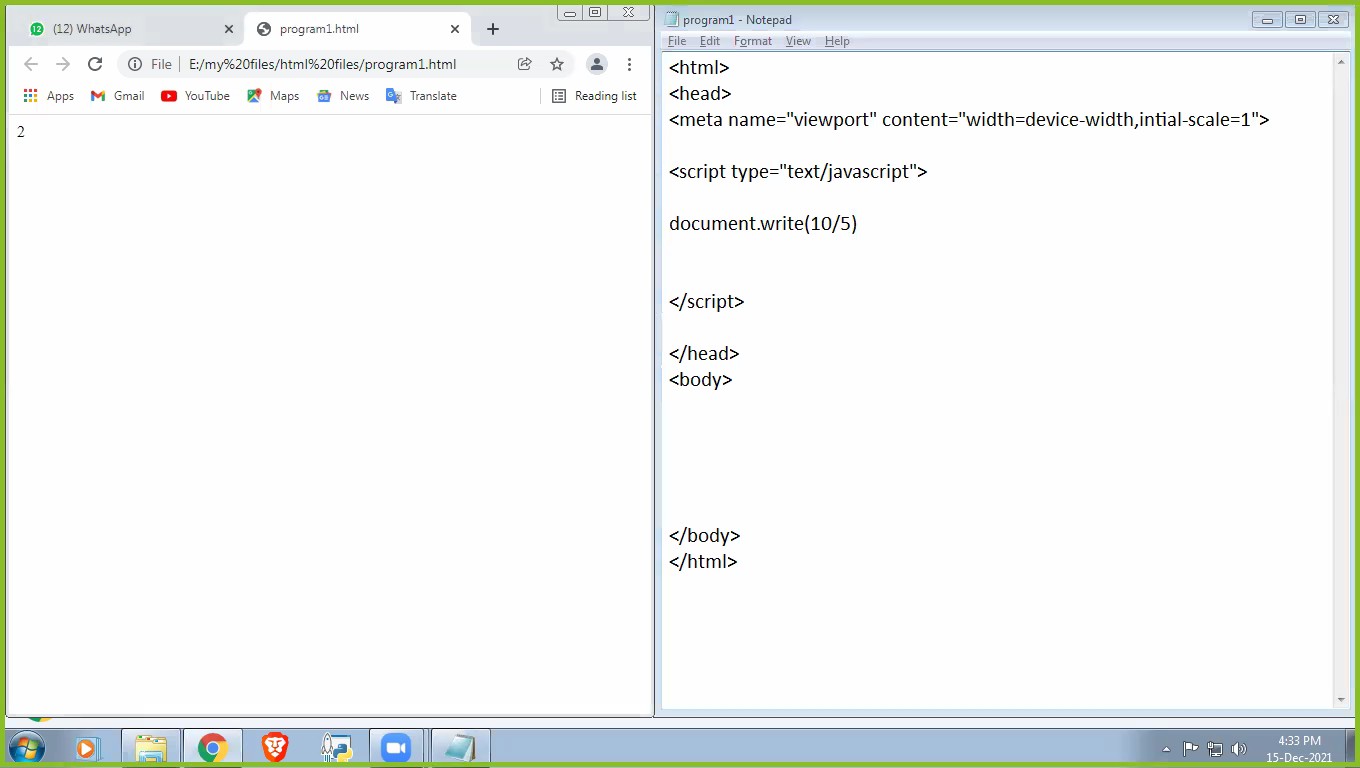 12
(12) WhatsApp
program1.html
File
E:/my%20files/html%20files/program1.html
Apps
Gmail
YouTube
Maps
News
Translate
Reading list
2
program1 - Notepad
File Edit Format View Help
<html>
<head>
<meta name="viewport" content="width=device-width,intial-scale=1">
<script type="text/javascript">
document.write(10/5)
</script>
</head>
<body>
</body>
</html>
4:33 PM
15-Dec-2021